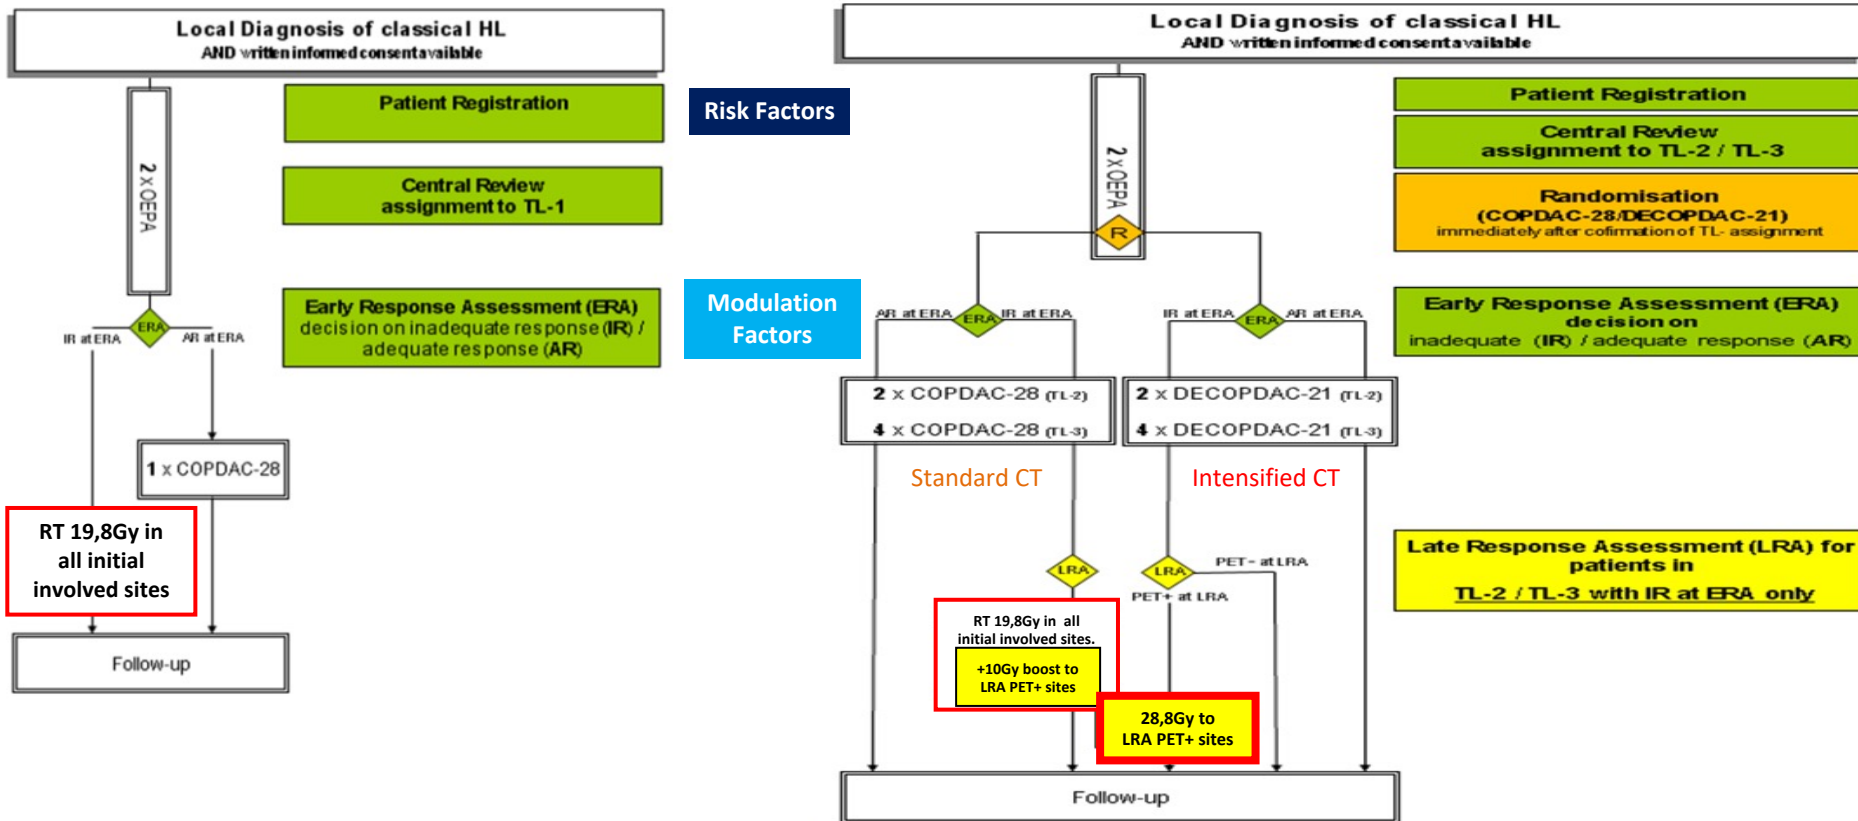 Local Diagnosis of classical HL
AND written informed consent available
2 x OEPA
Patient Registration
Central Review
assignment to TL-1
Early Response Assessment (ERA)
decision on inadequate response (IR) /
adequate response (AR)
ERA
IR at ERA
AR at ERA
1 x COPDAC-28
RT 19,8Gy in
all initial
involved sites
Follow-up
Risk Factors
Modulation
Factors
Local Diagnosis of classical HL
AND written informed consent available
2 x OEPA
R
Patient Registration
Central Review
assignment to TL-2 / TL-3
Randomisation
(COPDAC-28/DECOPDAC-21)
immediately after cofirmation of TL- assignment
AR at ERA
ERA
IR at ERA
IR at ERA
ERA
AR at ERA
Early Response Assessment (ERA)
decision on
inadequate (IR) / adequate response (AR)
2 x COPDAC-28 (TL-2)
4 x COPDAC-28 (TL-3)
2 x DECOPDAC-21 (TL-2)
4 x DECOPDAC-21 (TL-3)
Standard CT
Intensified CT
LRA
LRA
PET- at LRA
PET+ at LRA
Late Response Assessment (LRA) for
patients in
TL-2 / TL-3 with IR at ERA only
RT 19,8Gy in all
initial involved sites.
+10Gy boost to
LRA PET+ sites
28,8Gy to
LRA PET+ sites
Follow-up